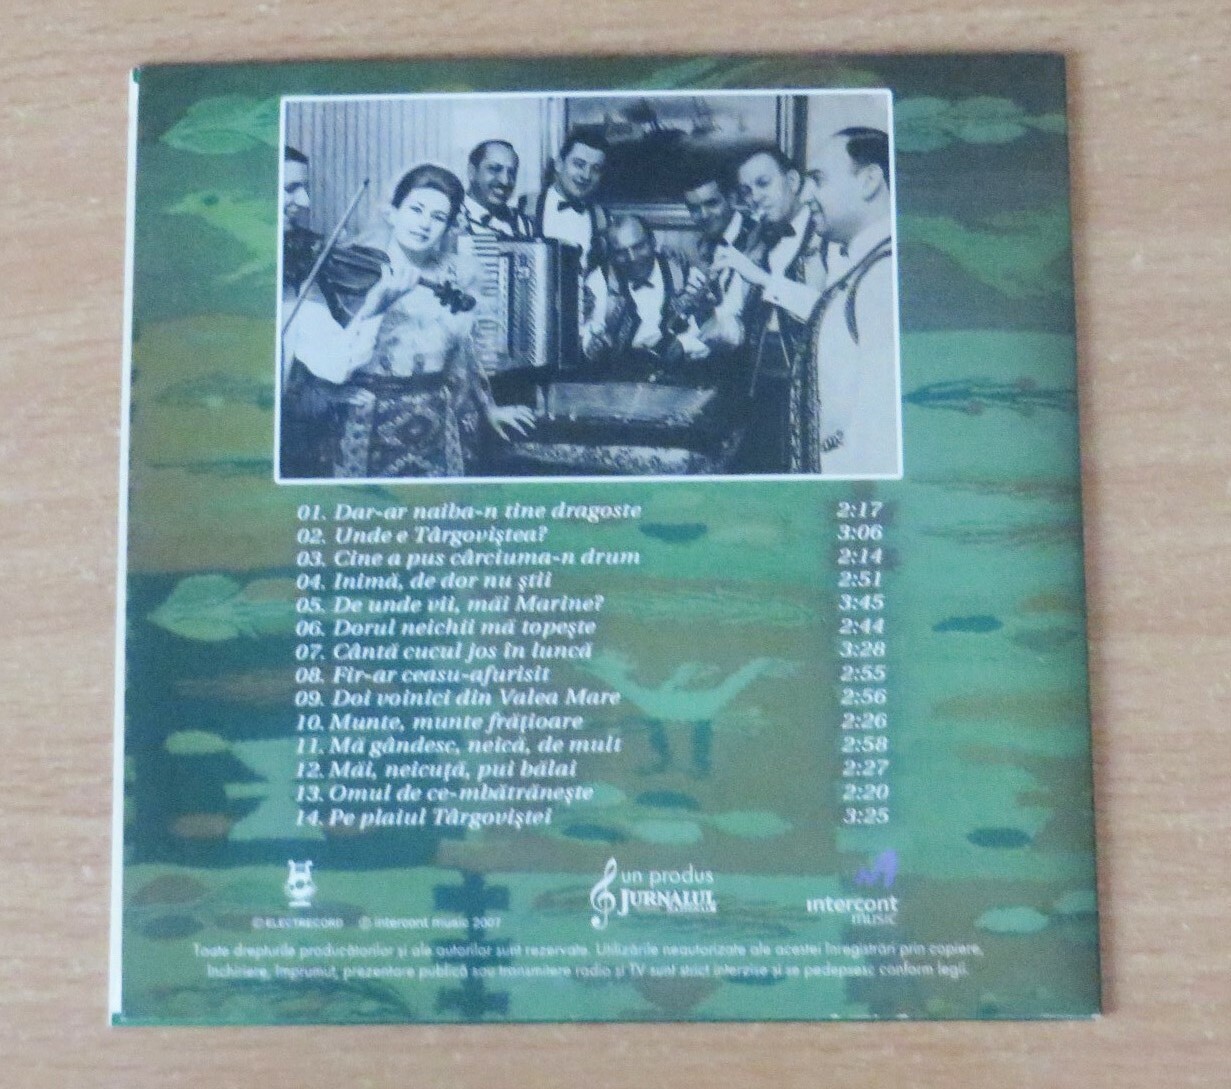 01. Dar-ar naiba-n tine dragoste 2:17
02. Unde e Târgoviştea? 3:06
03. Cine a pus cârciuma-n drum 2:14
04. Inimă, de dor nu ştii 2:51
05. De unde vii, măi Marine? 3:45
06. Dorul neichii mă topeşte 2:44
07. Cântă cucul jos în luncă 3:28
08. Fir-ar ceasu-afurisit 2:55
09. Doi voinici din Valea Mare 2:56
10. Munte, munte frăţioare 2:26
11. Mă gândesc, neică, de mult 2:58
12. Măi, neicuţă, pui bălai 2:27
13. Omul de ce-mbătrâneşte 2:20
14. Pe plaiul Târgoviştei 3:25
un produs
JURNALUL
intercont
music
© ELECTRECORD ℗ intercont music 2007
Toate drepturile producătorilor şi ale autorilor sunt rezervate. Utilizările neautorizate ale acestei înregistrări prin copiere,
închiriere, împrumut, prezentare publică sau transmitere radio şi TV sunt strict interzise şi se pedepsesc conform legii.